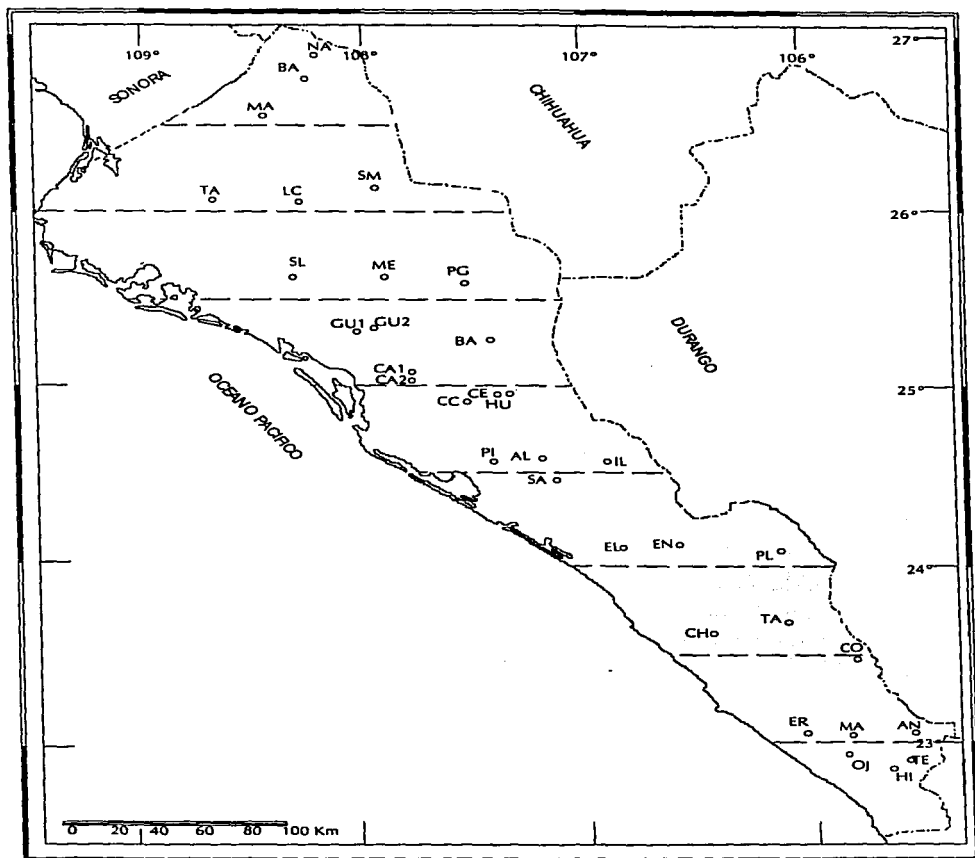 109° 108° 107° 106° 27°
NA
BA
SONORA
CHIHUAHUA
MA
SM
TA LC
26°
SL ME PG
GU1 GU2
BA
DURANGO
CA1
CA2
25°
CE
CC HU
OCEANO PACIFICO
PI AL IL
SA
EL EN PL
24°
TA
CH
CO
ER MA AN
23°
OJ TE
HI
0 20 40 60 80 100 Km